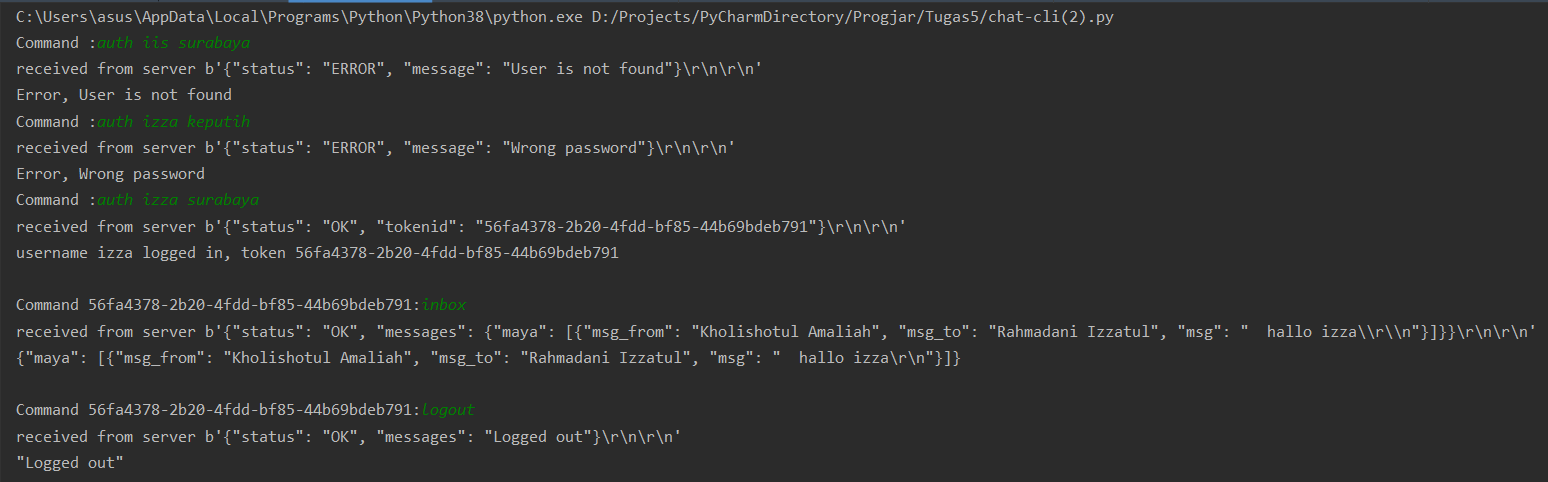 C:\Users\asus\AppData\Local\Programs\Python\Python38\python.exe D:/Projects/PyCharmDirectory/Progjar/Tugas5/chat-cli(2).py
Command :auth iis surabaya
received from server b'{"status": "ERROR", "message": "User is not found"}\r\n\r\n'
Error, User is not found
Command :auth izza keputih
received from server b'{"status": "ERROR", "message": "Wrong password"}\r\n\r\n'
Error, Wrong password
Command :auth izza surabaya
received from server b'{"status": "OK", "tokenid": "56fa4378-2b20-4fdd-bf85-44b69bdeb791"}\r\n\r\n'
username izza logged in, token 56fa4378-2b20-4fdd-bf85-44b69bdeb791
Command 56fa4378-2b20-4fdd-bf85-44b69bdeb791:inbox
received from server b'{"status": "OK", "messages": {"maya": [{"msg_from": "Kholishotul Amaliah", "msg_to": "Rahmadani Izzatul", "msg": "  hallo izza\\r\\n"}]}}\r\n\r\n'
{"maya": [{"msg_from": "Kholishotul Amaliah", "msg_to": "Rahmadani Izzatul", "msg": "  hallo izza\r\n"}]}
Command 56fa4378-2b20-4fdd-bf85-44b69bdeb791:logout
received from server b'{"status": "OK", "messages": "Logged out"}\r\n\r\n'
"Logged out"